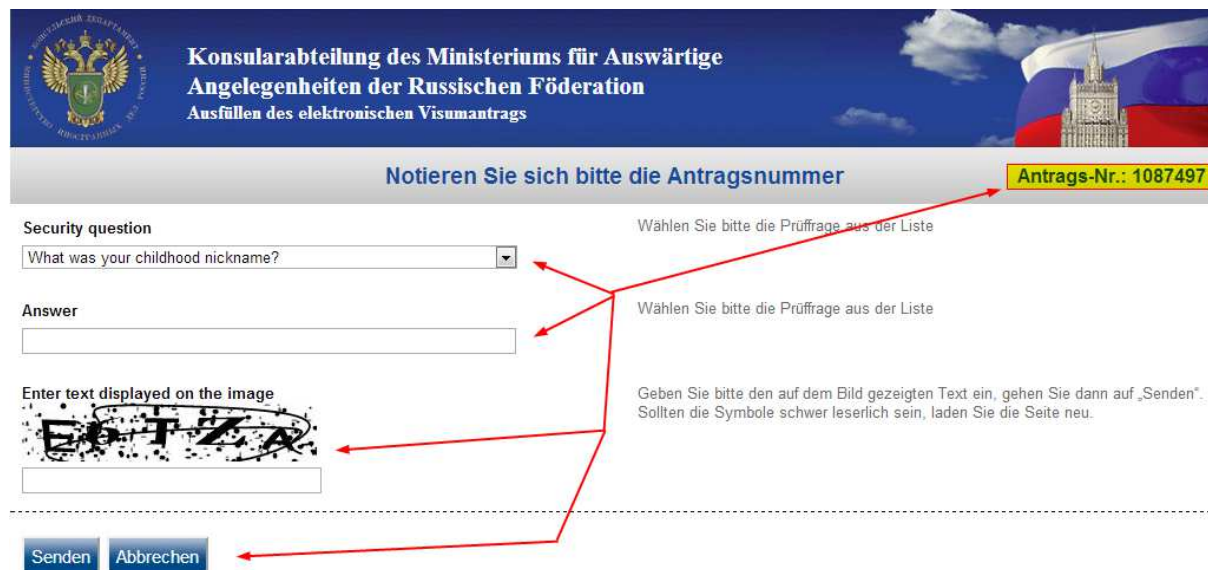 Konsularabteilung des Ministeriums für Auswärtige
Angelegenheiten der Russischen Föderation
Ausfüllen des elektronischen Visumantrags
Notieren Sie sich bitte die Antragsnummer
Antrags-Nr.: 1087497
Security question
Wählen Sie bitte die Prüffrage aus der Liste
What was your childhood nickname?
Answer
Wählen Sie bitte die Prüffrage aus der Liste
Enter text displayed on the image
Geben Sie bitte den auf dem Bild gezeigten Text ein, gehen Sie dann auf „Senden“.
Sollten die Symbole schwer leserlich sein, laden Sie die Seite neu.
Senden
Abbrechen